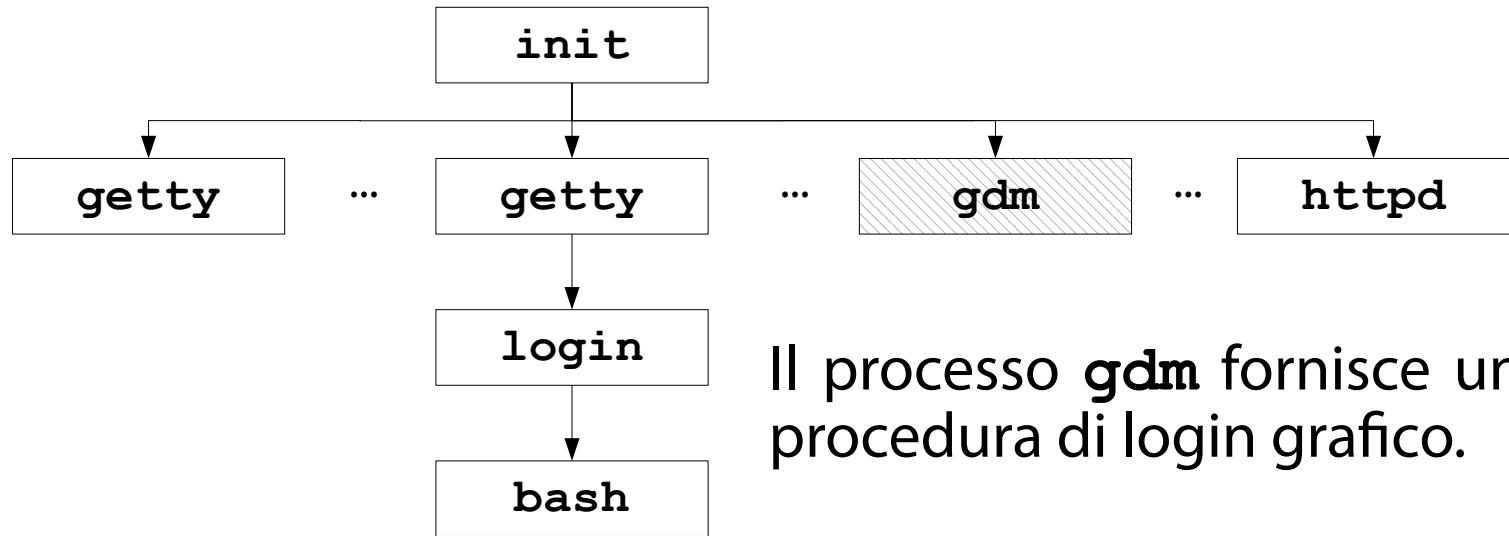 init
getty ... getty ... gdm ... httpd
login
Il processo gdm fornisce un
procedura di login grafico.
bash